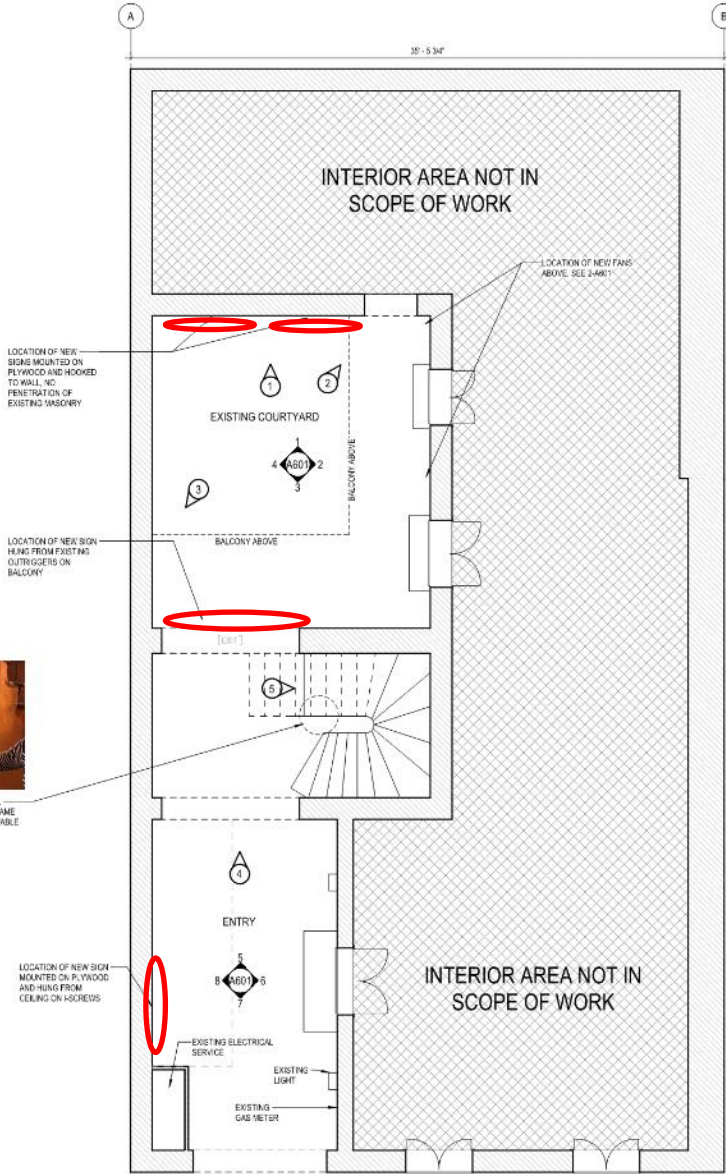 A
B
35' - 5 3/4"
INTERIOR AREA NOT IN
SCOPE OF WORK
LOCATION OF NEW FANS
ABOVE, SEE 2-A601
LOCATION OF NEW
SIGNS MOUNTED ON
PLYWOOD AND HOOKED
TO WALL, NO
PENETRATION OF
EXISTING MASONRY
1
2
EXISTING COURTYARD
1
4 A601 2
3
3
BALCONY ABOVE
BALCONY ABOVE
LOCATION OF NEW SIGN
HUNG FROM EXISTING
OUTRIGGERS ON
BALCONY
5
AME
ABLE
4
ENTRY
5
8 A601 6
7
LOCATION OF NEW SIGN
MOUNTED ON PLYWOOD
AND HUNG FROM
CEILING ON I-SCREWS
INTERIOR AREA NOT IN
SCOPE OF WORK
EXISTING ELECTRICAL
SERVICE
EXISTING
LIGHT
EXISTING
GAS METER